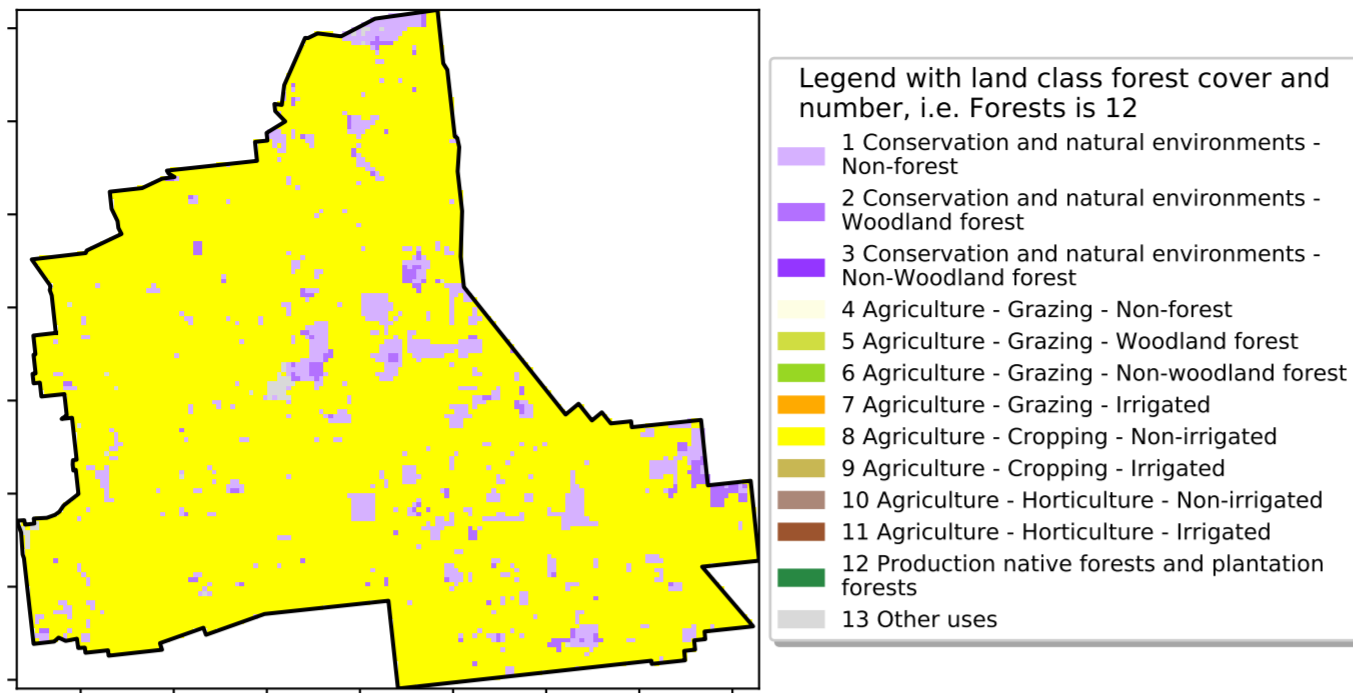 Legend with land class forest cover and
number, i.e. Forests is 12
1 Conservation and natural environments -
Non-forest
2 Conservation and natural environments -
Woodland forest
3 Conservation and natural environments -
Non-Woodland forest
4 Agriculture - Grazing - Non-forest
5 Agriculture - Grazing - Woodland forest
6 Agriculture - Grazing - Non-woodland forest
7 Agriculture - Grazing - Irrigated
8 Agriculture - Cropping - Non-irrigated
9 Agriculture - Cropping - Irrigated
10 Agriculture - Horticulture - Non-irrigated
11 Agriculture - Horticulture - Irrigated
12 Production native forests and plantation
forests
13 Other uses